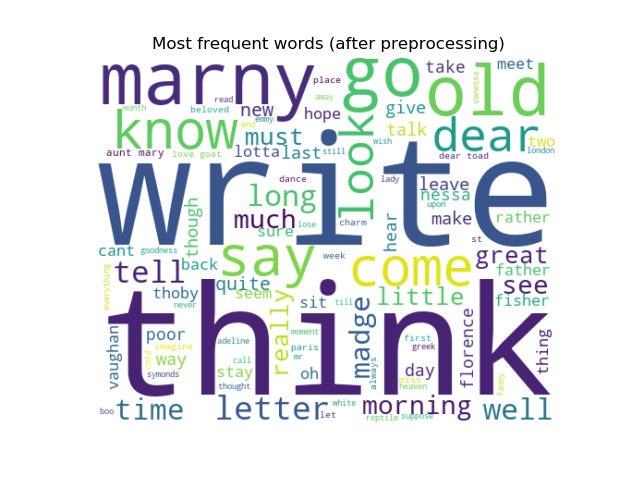 Most frequent words (after preprocessing)
marny go old
place take meet
vanessa
month beloved read new away hope give
know must look talk dear two
emmy end
aunt mary love goat lotta last still wish dear toad london
write
though long dance lady leave nessa make rather
much sure charm upon
hear st
cant goodness back say week come great father
everything tell thoby quite seem sit till little see fisher
never
think
vaughan poor way really madge florence thing
adeline moment first greek
imagine cold paris mr always day
symonds call stay thought oh miss heaven fanny
boo time letter white let morning reptile suppose well
lose